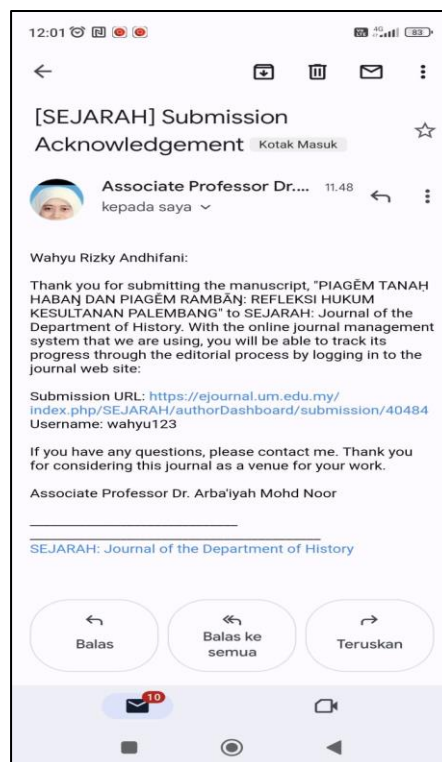 12:01
4G
83
[SEJARAH] Submission
Acknowledgement Kotak Masuk
Associate Professor Dr.... 11.48
kepada saya
Wahyu Rizky Andhifani:
Thank you for submitting the manuscript, "PIAGĚM TANAḤ
HABAŊ DAN PIAGĚM RAMBĀŊ: REFLEKSI HUKUM
KESULTANAN PALEMBANG" to SEJARAH: Journal of the
Department of History. With the online journal management
system that we are using, you will be able to track its
progress through the editorial process by logging in to the
journal web site:
Submission URL: https://ejournal.um.edu.my/
index.php/SEJARAH/authorDashboard/submission/40484
Username: wahyu123
If you have any questions, please contact me. Thank you
for considering this journal as a venue for your work.
Associate Professor Dr. Arba'iyah Mohd Noor
SEJARAH: Journal of the Department of History
Balas
Balas ke
semua
Teruskan
10